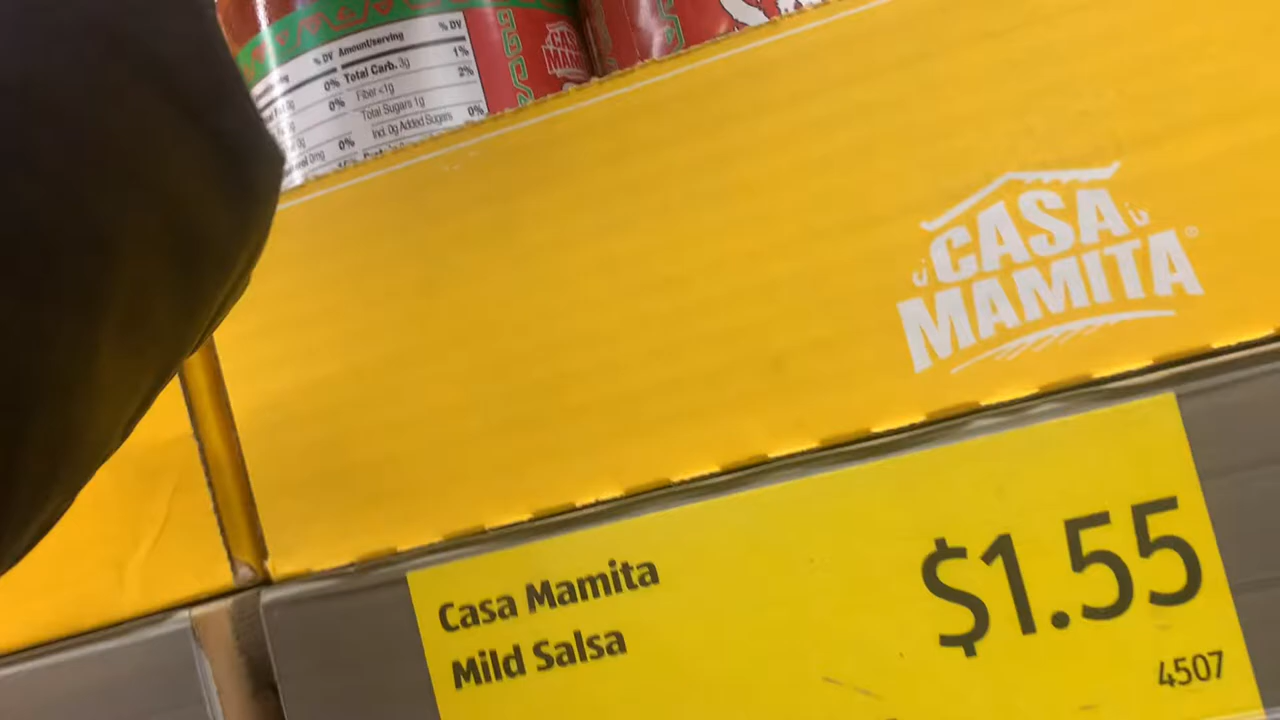 % DV Amount/serving % DV
0% Total Carb. 3g 1%
0% Fiber <1g 2%
Total Sugars 1g
0% Incl. 0g Added Sugars 0%
CASA
CASA
MAMITA®
Casa Mamita
Mild Salsa
$1.55
4507